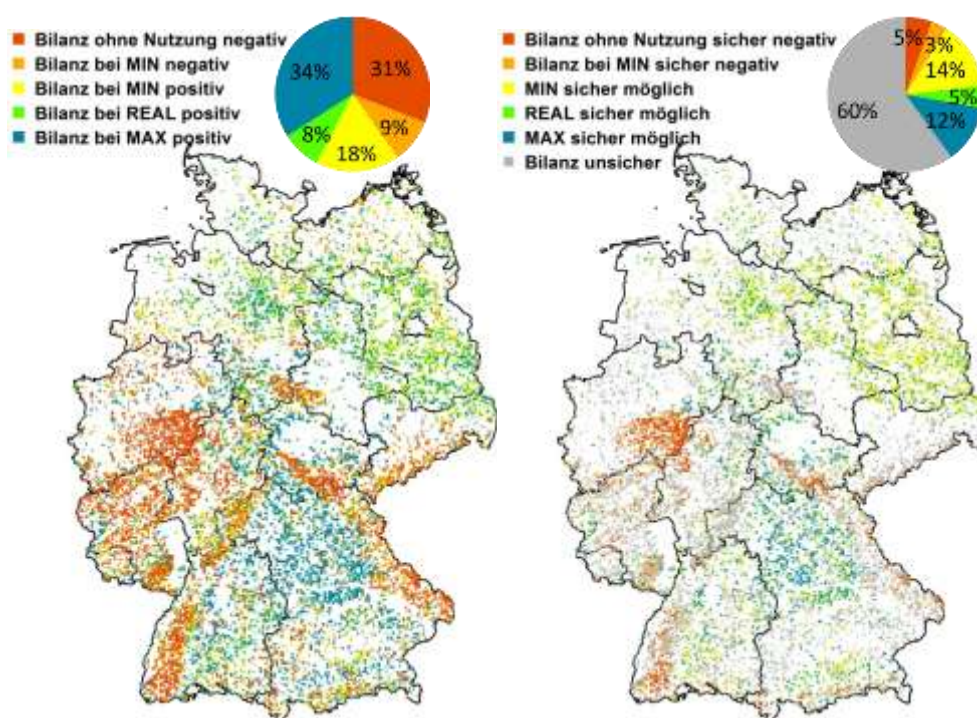 Bilanz ohne Nutzung negativ
Bilanz bei MIN negativ
Bilanz bei MIN positiv
Bilanz bei REAL positiv
Bilanz bei MAX positiv
34%
31%
9%
8%
18%
Bilanz ohne Nutzung sicher negativ
Bilanz bei MIN sicher negativ
MIN sicher möglich
REAL sicher möglich
MAX sicher möglich
Bilanz unsicher
5%
3%
14%
5%
12%
60%